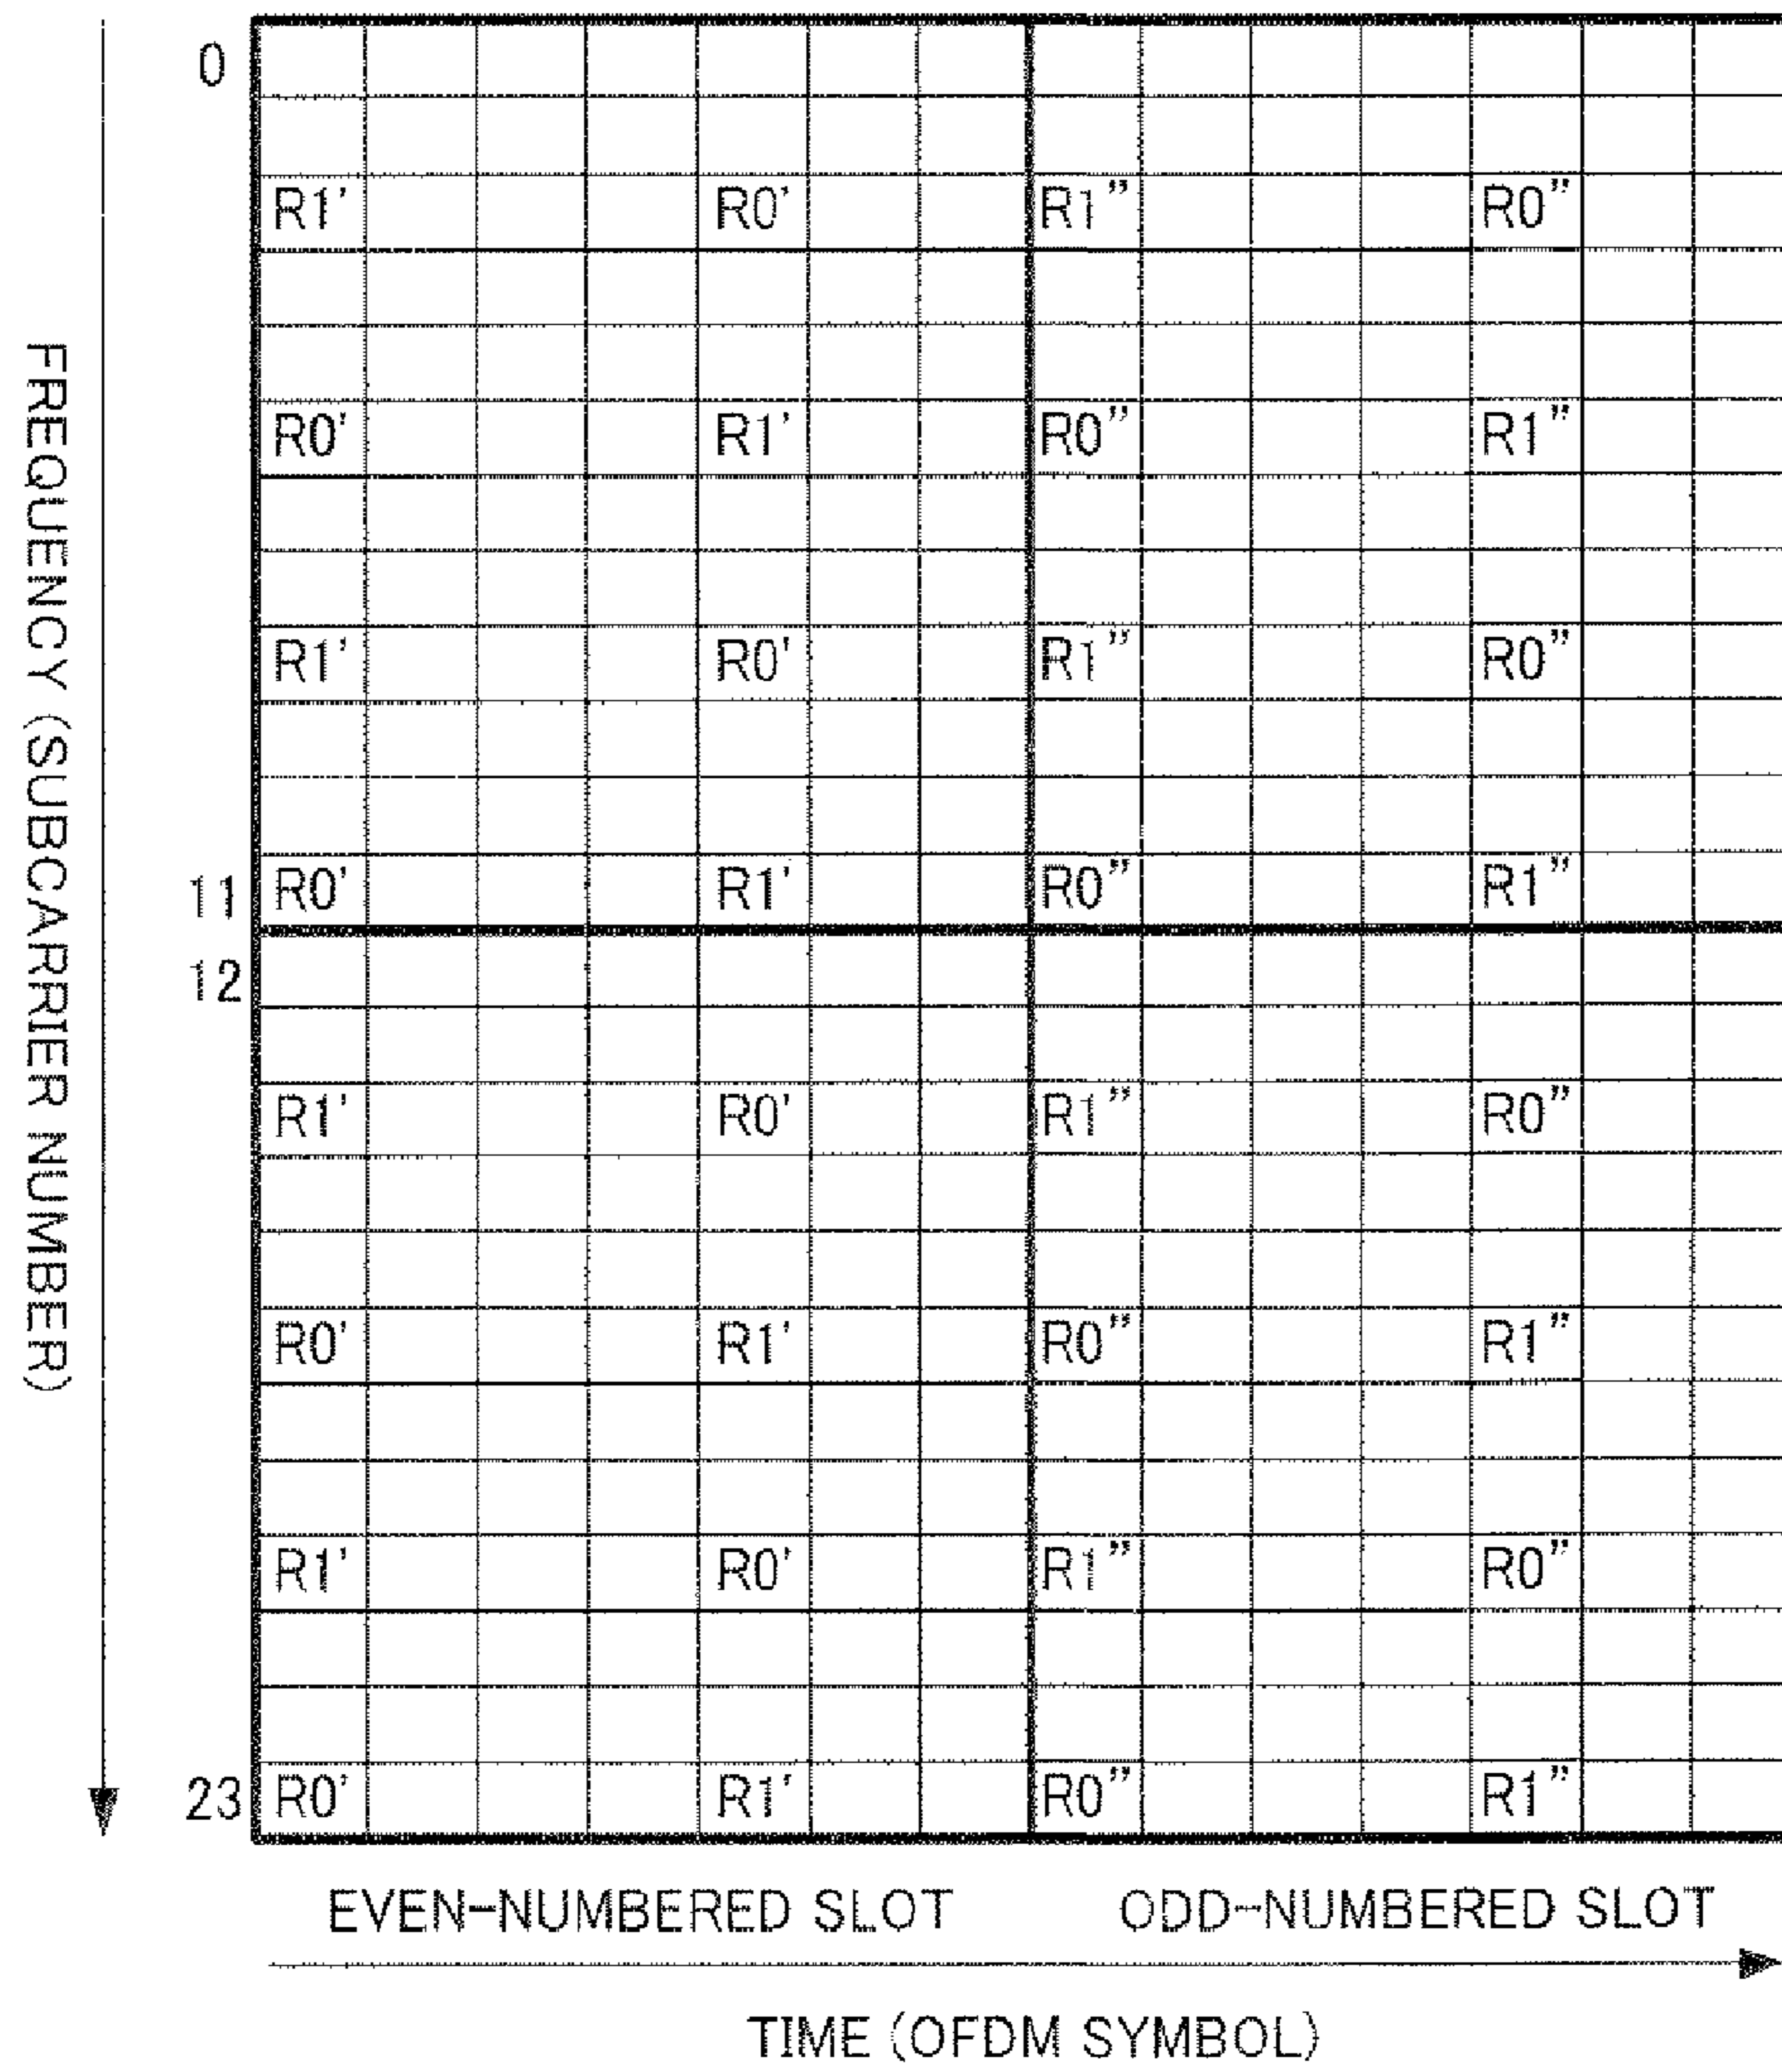 0
R1' R0' R1" R0"
R0' R1' R0" R1"
R1' R0' R1" R0"
11 R0' R1' R0" R1"
12
R1' R0' R1" R0"
R0' R1' R0" R1"
R1' R0' R1" R0"
23 R0' R1' R0" R1"
FREQUENCY (SUBCARRIER NUMBER)
EVEN-NUMBERED SLOT ODD-NUMBERED SLOT
TIME (OFDM SYMBOL)